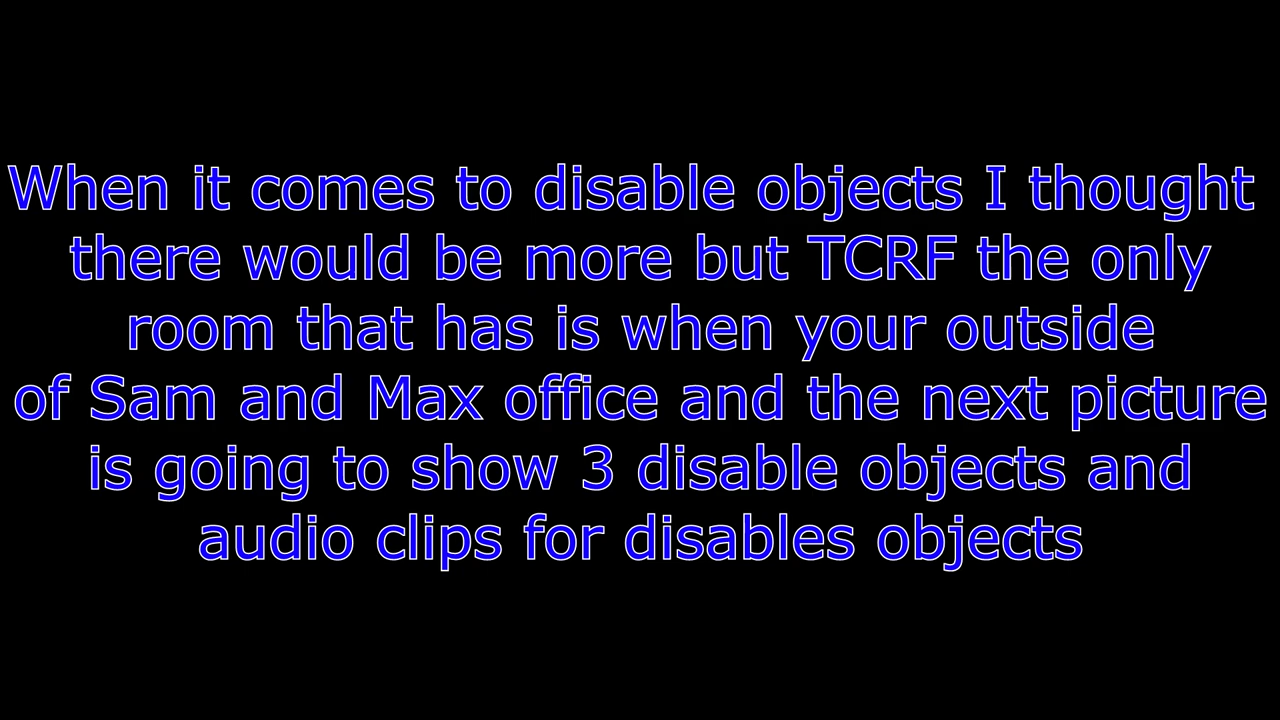 When it comes to disable objects I thought
there would be more but TCRF the only
room that has is when your outside
of Sam and Max office and the next picture
is going to show 3 disable objects and
audio clips for disables objects